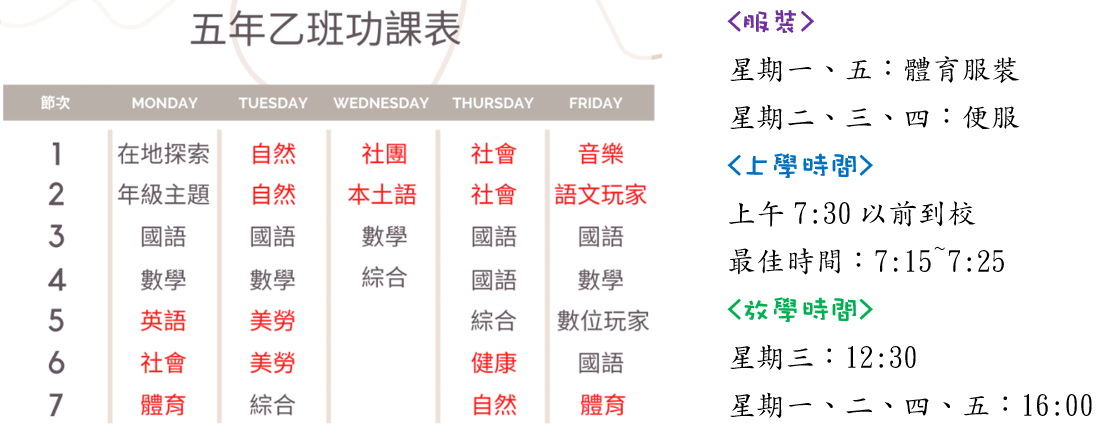 五年乙班功課表
節次 MONDAY TUESDAY WEDNESDAY THURSDAY FRIDAY
1 在地探索 自然 社團 社會 音樂
2 年級主題 自然 本土語 社會 語文玩家
3 國語 國語 數學 國語 國語
4 數學 數學 綜合 國語 數學
5 英語 美勞 綜合 數位玩家
6 社會 美勞 健康 國語
7 體育 綜合 自然 體育
<服裝>
星期一、五：體育服裝
星期二、三、四：便服
<上學時間>
上午 7:30 以前到校
最佳時間：7:15~7:25
<放學時間>
星期三：12:30
星期一、二、四、五：16:00